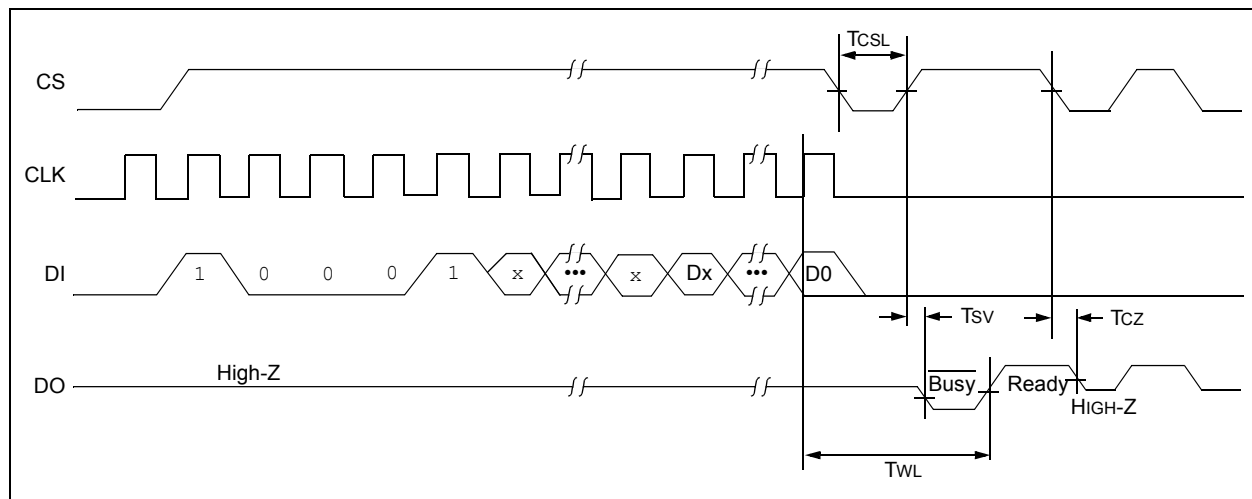 TCSL
CS
CLK
DI
1 0 0 0 1 x ••• x Dx ••• D0
TSV
TCZ
DO
High-Z
Busy
Ready
HIGH-Z
TWL